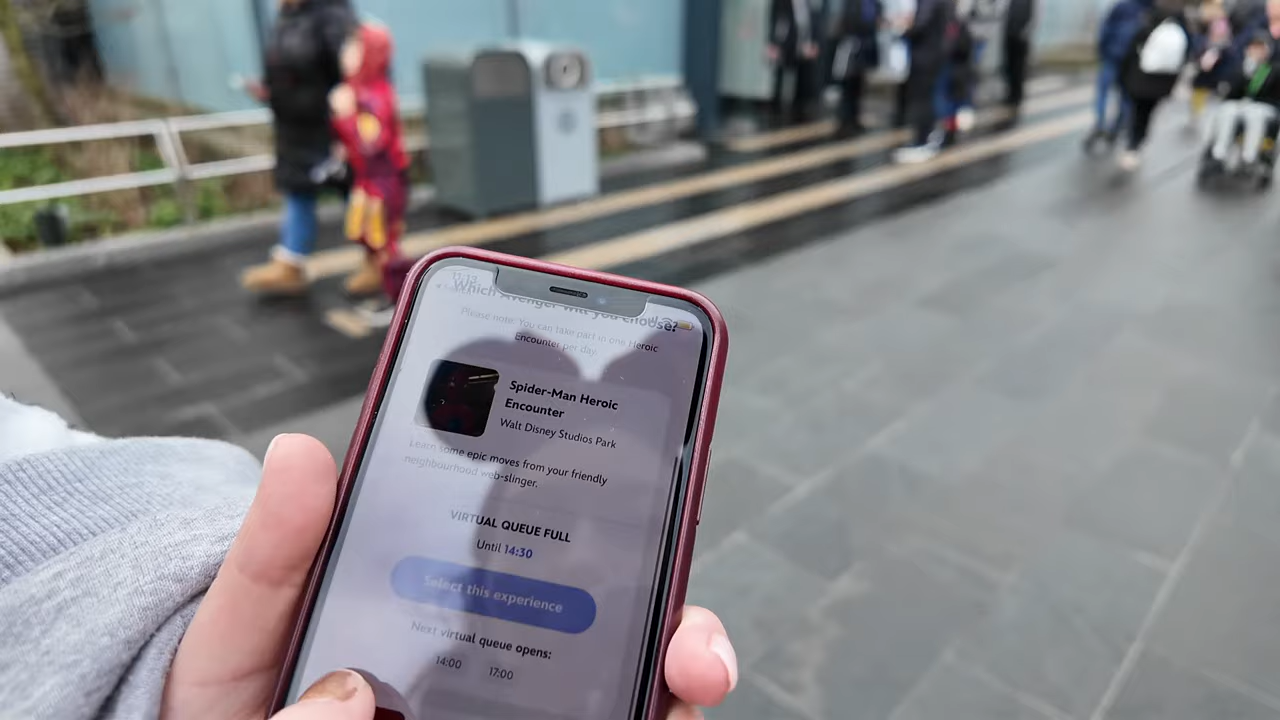 11:13
Which Avenger will you choose?
Please note: You can take part in one Heroic
Encounter per day.
Spider-Man Heroic
Encounter
Walt Disney Studios Park
Learn some epic moves from your friendly
neighbourhood web-slinger.
VIRTUAL QUEUE FULL
Until 14:30
Select this experience
Next virtual queue opens:
14:00 17:00